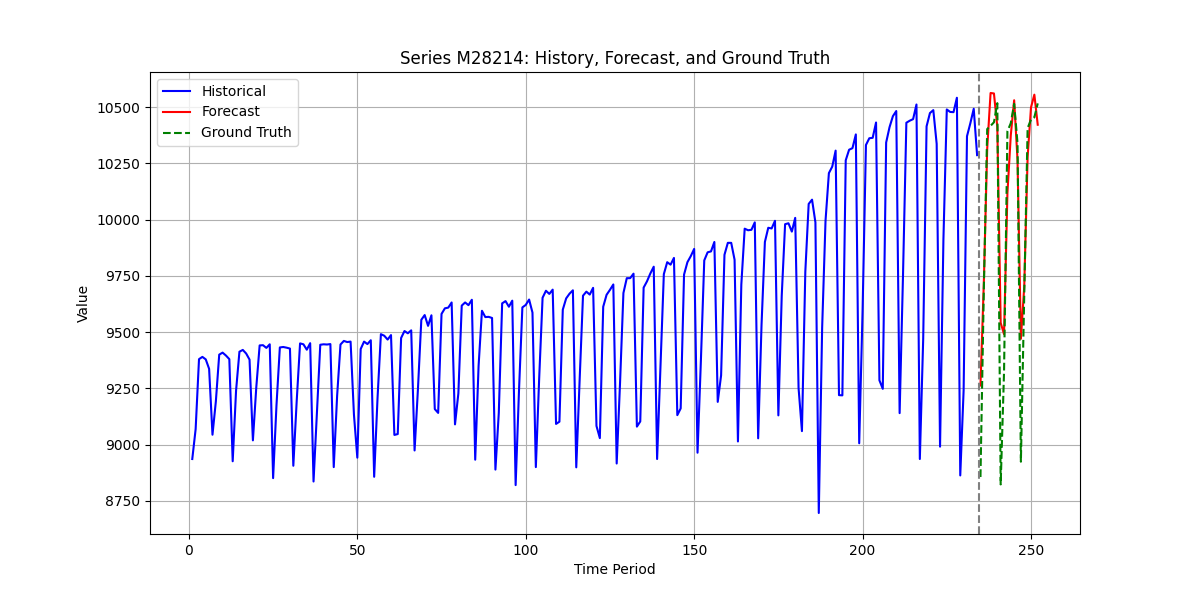 Series M28214: History, Forecast, and Ground Truth
Historical
Forecast
Ground Truth
10500
10250
10000
9750
9500
9250
9000
8750
Value
0 50 100 150 200 250
Time Period